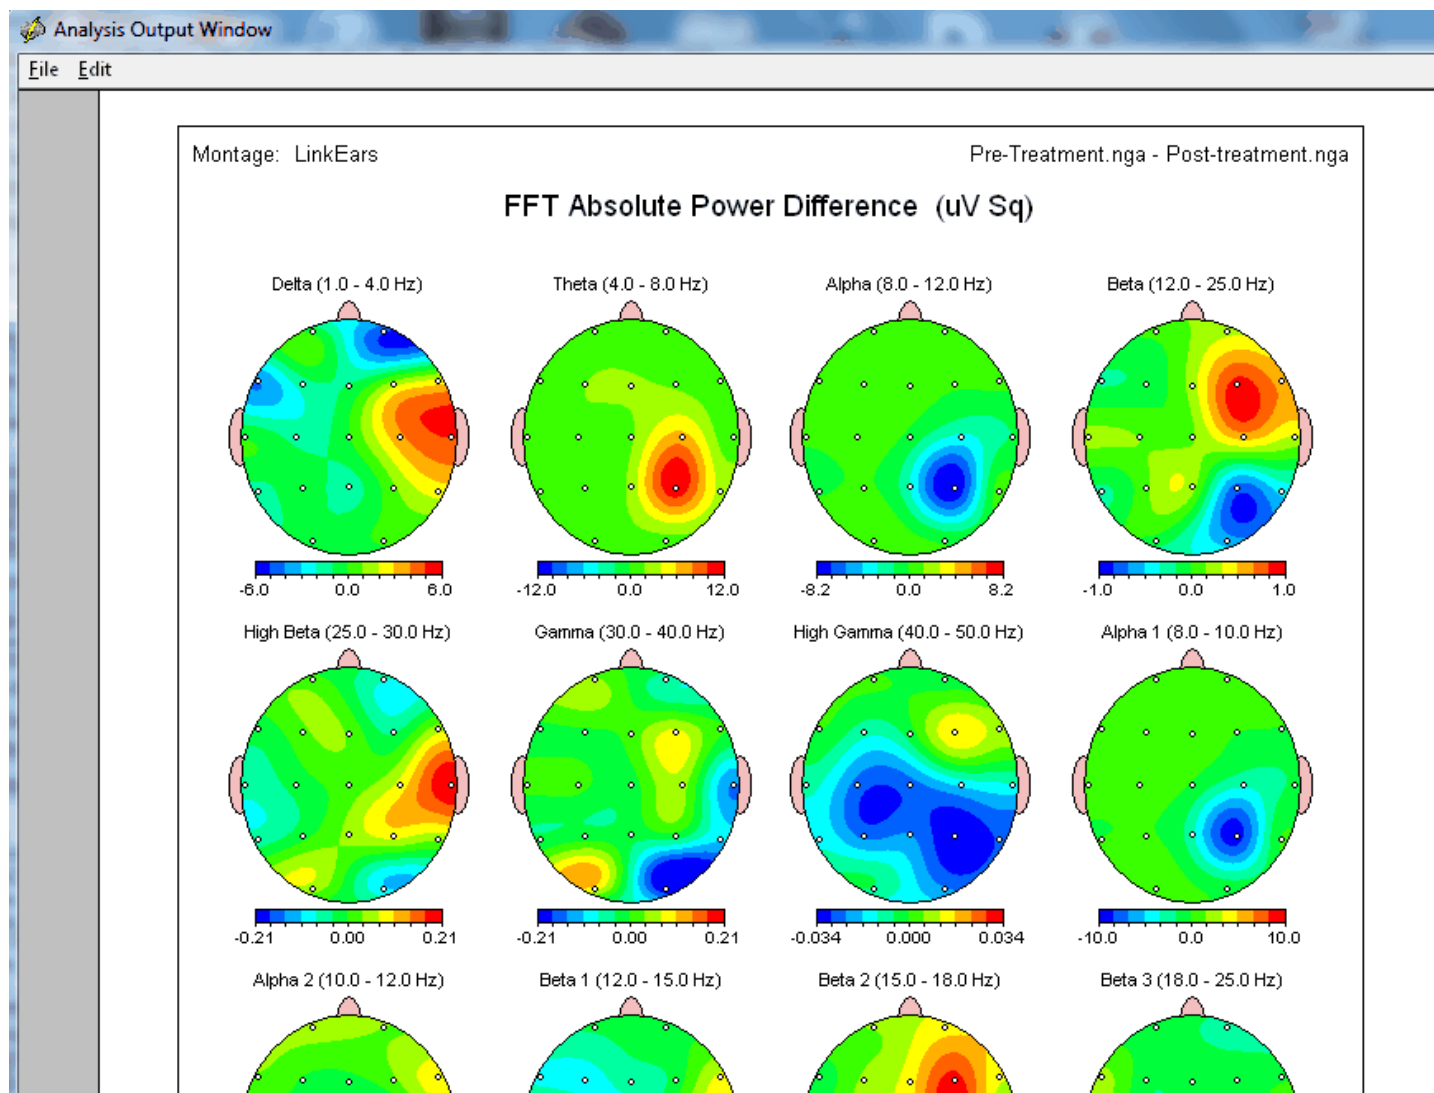 Analysis Output Window
File Edit
Montage: LinkEars Pre-Treatment.nga - Post-treatment.nga
FFT Absolute Power Difference (uV Sq)
Delta (1.0 - 4.0 Hz) Theta (4.0 - 8.0 Hz) Alpha (8.0 - 12.0 Hz) Beta (12.0 - 25.0 Hz)
-6.0 0.0 6.0 -12.0 0.0 12.0 -8.2 0.0 8.2 -1.0 0.0 1.0
High Beta (25.0 - 30.0 Hz) Gamma (30.0 - 40.0 Hz) High Gamma (40.0 - 50.0 Hz) Alpha 1 (8.0 - 10.0 Hz)
-0.21 0.00 0.21 -0.21 0.00 0.21 -0.034 0.000 0.034 -10.0 0.0 10.0
Alpha 2 (10.0 - 12.0 Hz) Beta 1 (12.0 - 15.0 Hz) Beta 2 (15.0 - 18.0 Hz) Beta 3 (18.0 - 25.0 Hz)